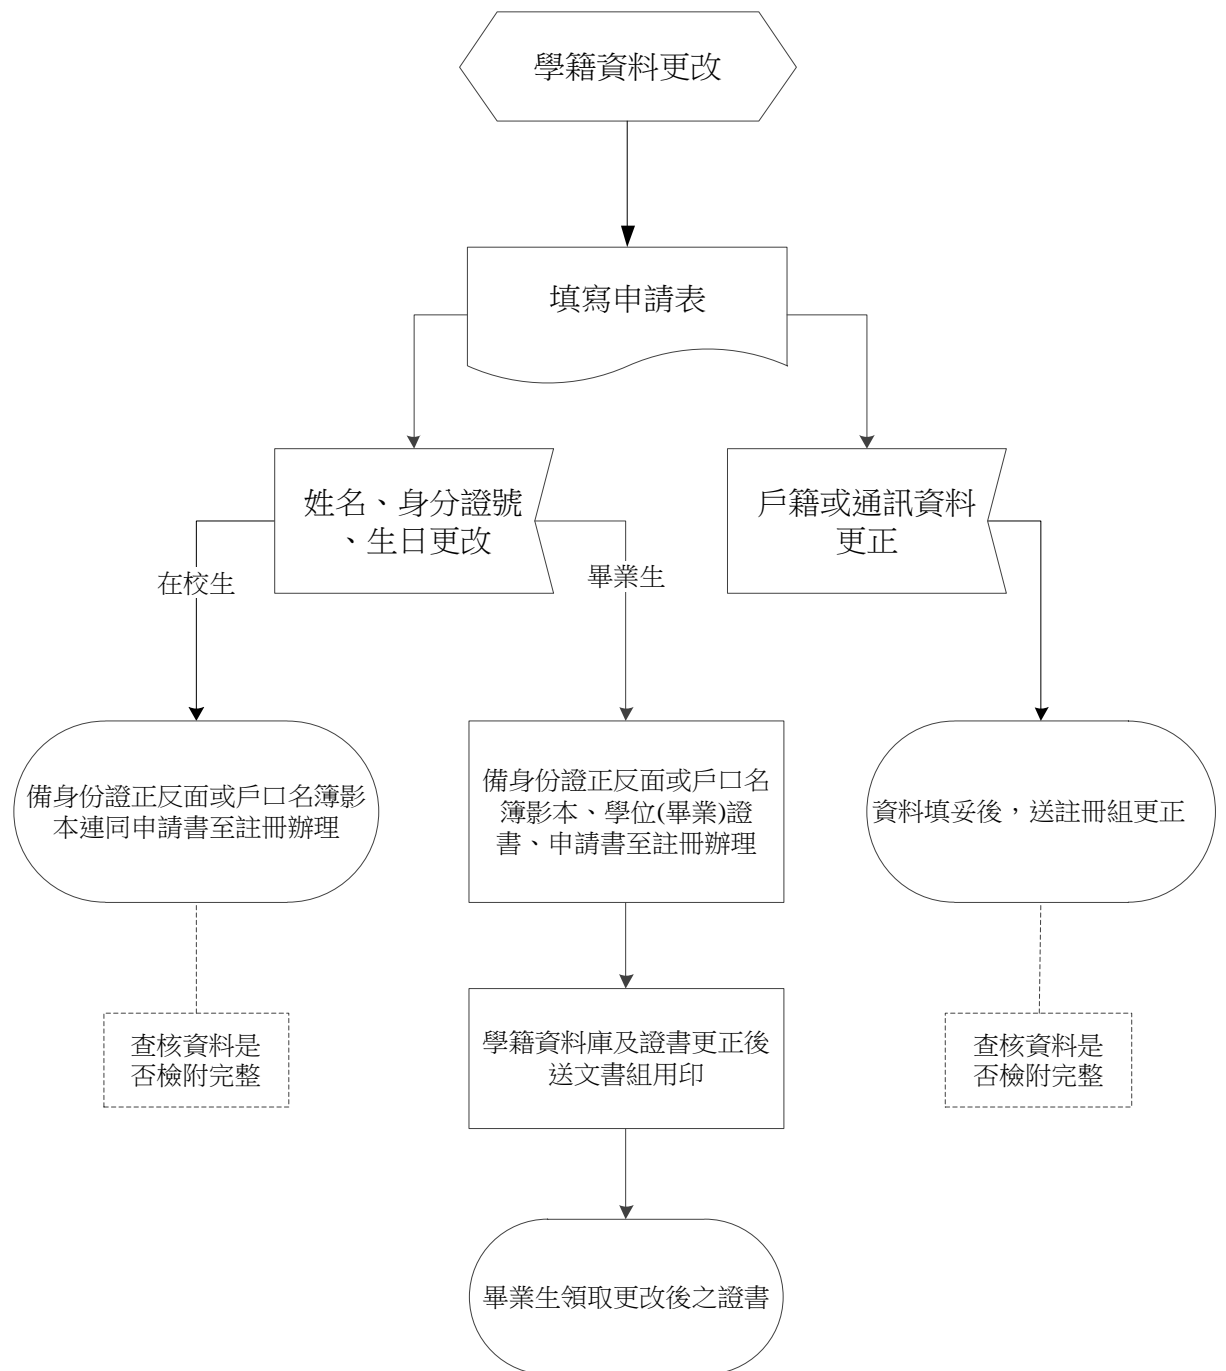 學籍資料更改
填寫申請表
姓名、身分證號
、生日更改
戶籍或通訊資料
更正
在校生
畢業生
備身份證正反面或戶口名簿影
本連同申請書至註冊辦理
備身份證正反面或戶口名
簿影本、學位(畢業)證
書、申請書至註冊辦理
資料填妥後，送註冊組更正
查核資料是
否檢附完整
學籍資料庫及證書更正後
送文書組用印
查核資料是
否檢附完整
畢業生領取更改後之證書